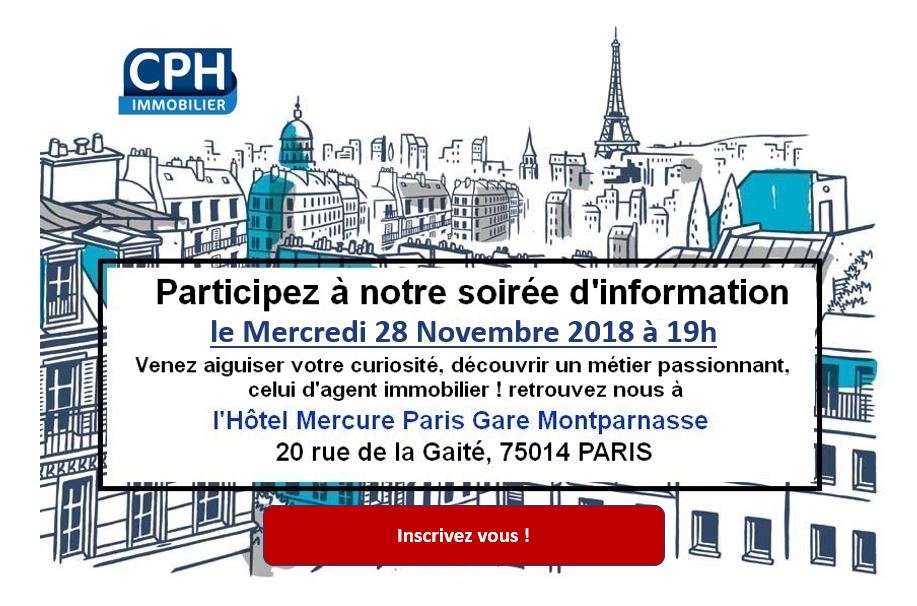 CPH
IMMOBILIER
Participez à notre soirée d'information
le Mercredi 28 Novembre 2018 à 19h
Venez aiguiser votre curiosité, découvrir un métier passionnant,
celui d'agent immobilier ! retrouvez nous à
l'Hôtel Mercure Paris Gare Montparnasse
20 rue de la Gaité, 75014 PARIS
Inscrivez vous !